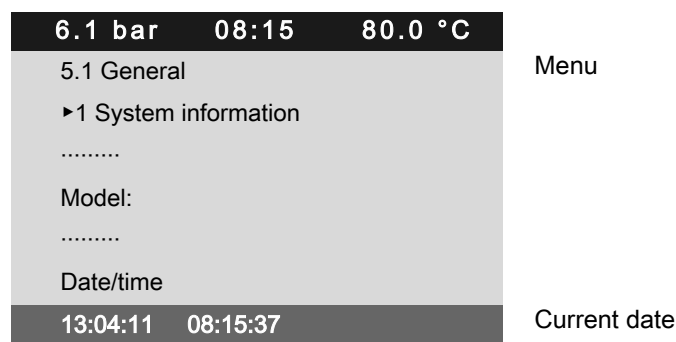 6.1 bar 08:15 80.0 °C
5.1 General Menu
▸1 System information
.........
Model:
.........
Date/time
13:04:11 08:15:37 Current date